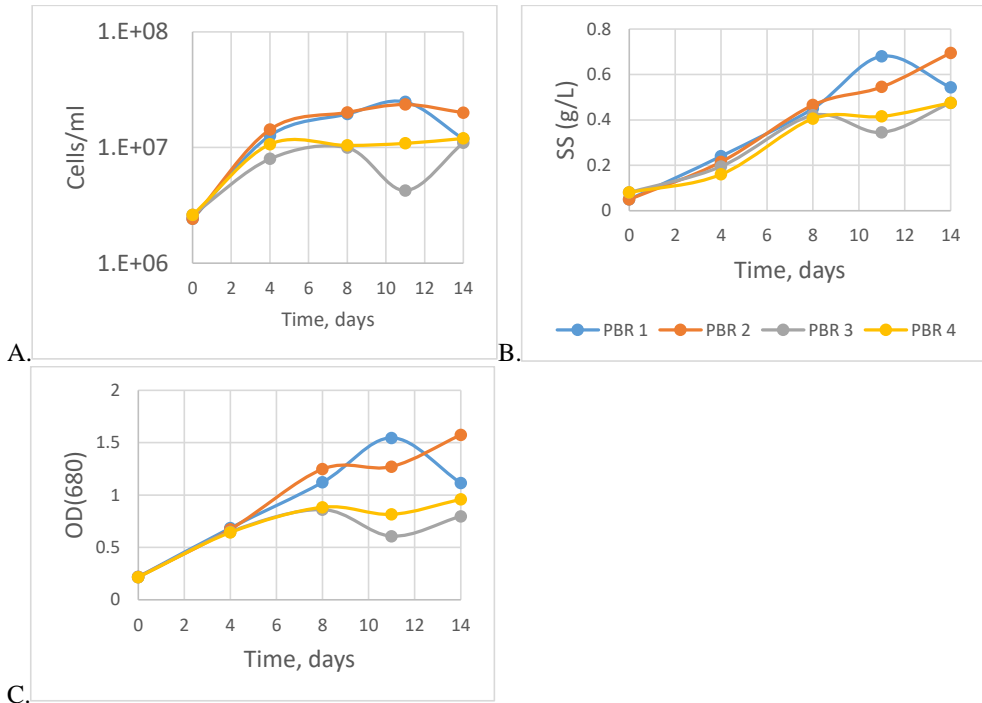 1.E+08
1.E+07
1.E+06
Cells/ml
0 2 4 6 8 10 12 14
Time, days
A.
0.8
0.6
0.4
0.2
0
SS (g/L)
0 2 4 6 8 10 12 14
Time, days
PBR 1 PBR 2 PBR 3 PBR 4
B.
2
1.5
1
0.5
0
OD(680)
0 2 4 6 8 10 12 14
Time, days
C.